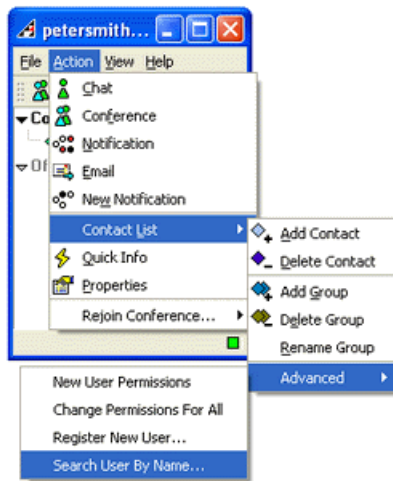 petersmith...
File Action View Help
Chat
Conference
Notification
Email
New Notification
Contact List
Quick Info
Properties
Rejoin Conference...
Co
Of
Add Contact
Delete Contact
Add Group
Delete Group
Rename Group
Advanced
New User Permissions
Change Permissions For All
Register New User...
Search User By Name...